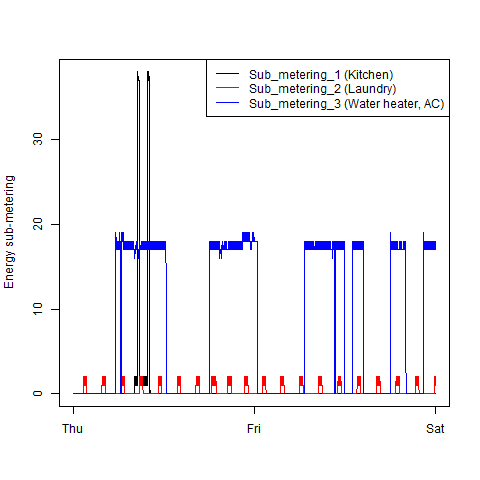 Sub_metering_1 (Kitchen)
Sub_metering_2 (Laundry)
Sub_metering_3 (Water heater, AC)
Energy sub-metering
30
20
10
0
Thu
Fri
Sat